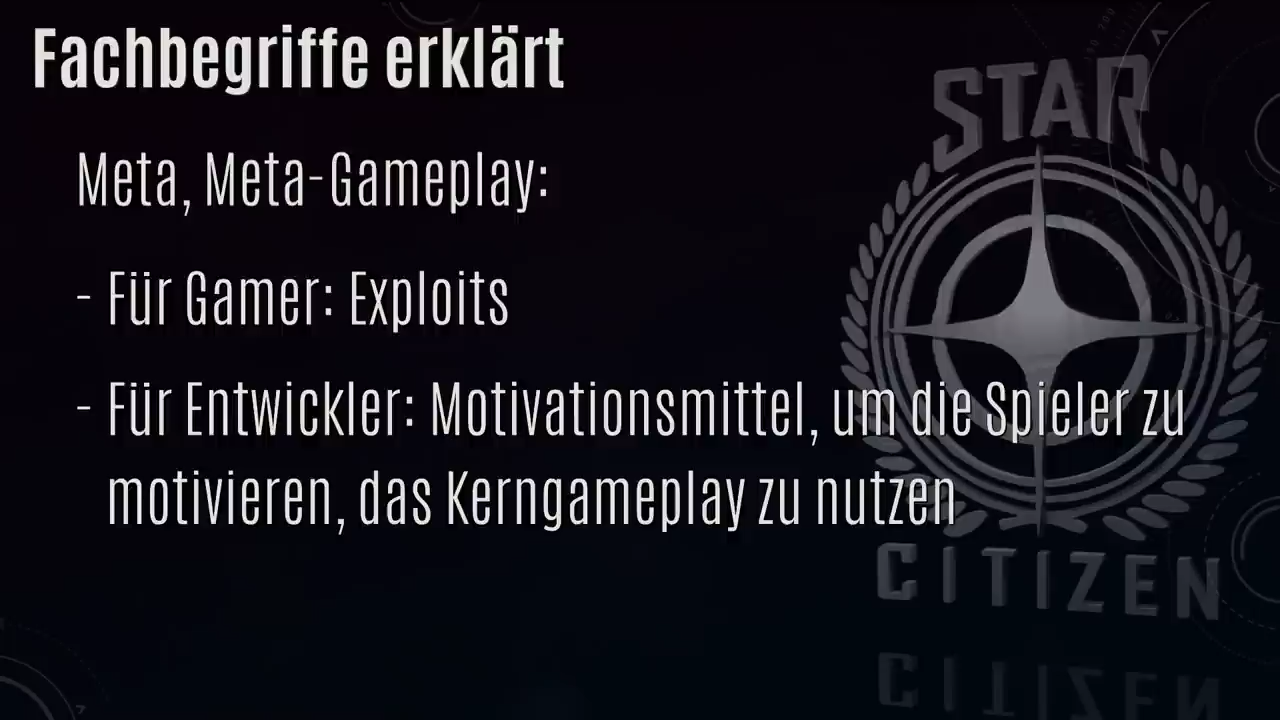 Fachbegriffe erklärt
Meta, Meta-Gameplay:
- Für Gamer: Exploits
- Für Entwickler: Motivationsmittel, um die Spieler zu
motivieren, das Kerngameplay zu nutzen
STAR
CITIZEN